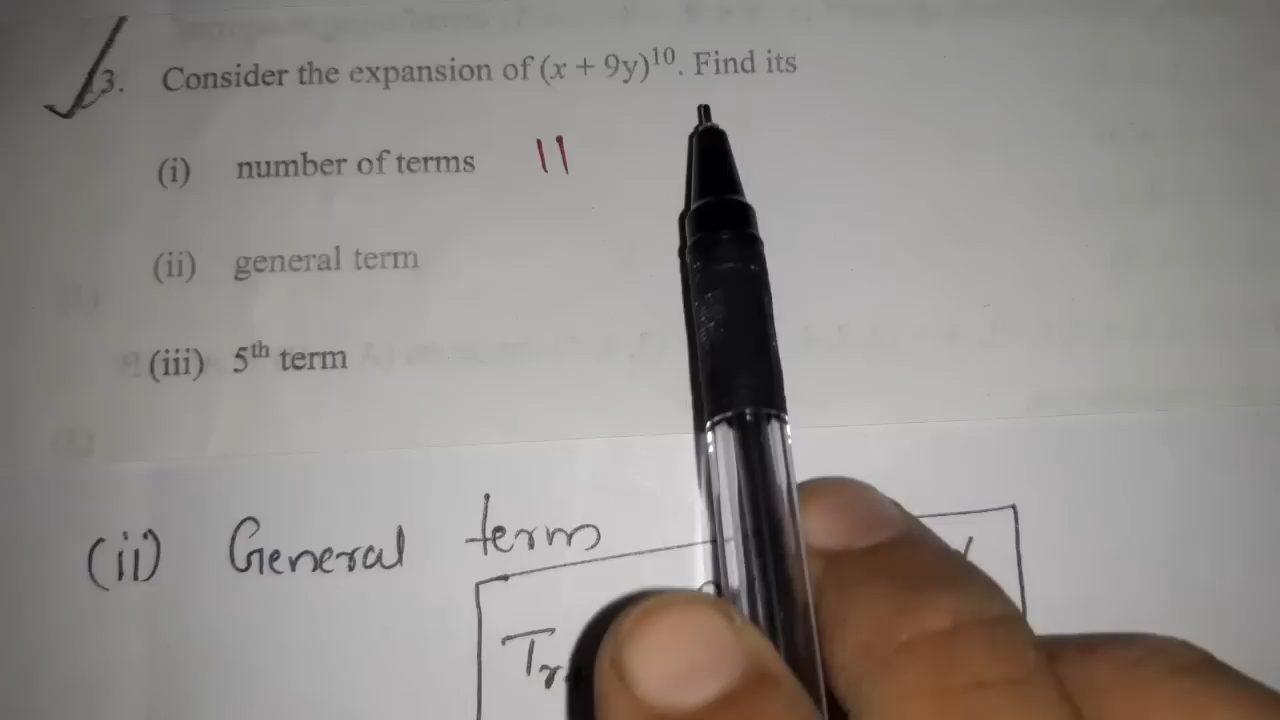 3. Consider the expansion of (x + 9y)¹⁰. Find its
(i) number of terms 11
(ii) general term
(iii) 5ᵗʰ term
(ii) General term
Tᵣ